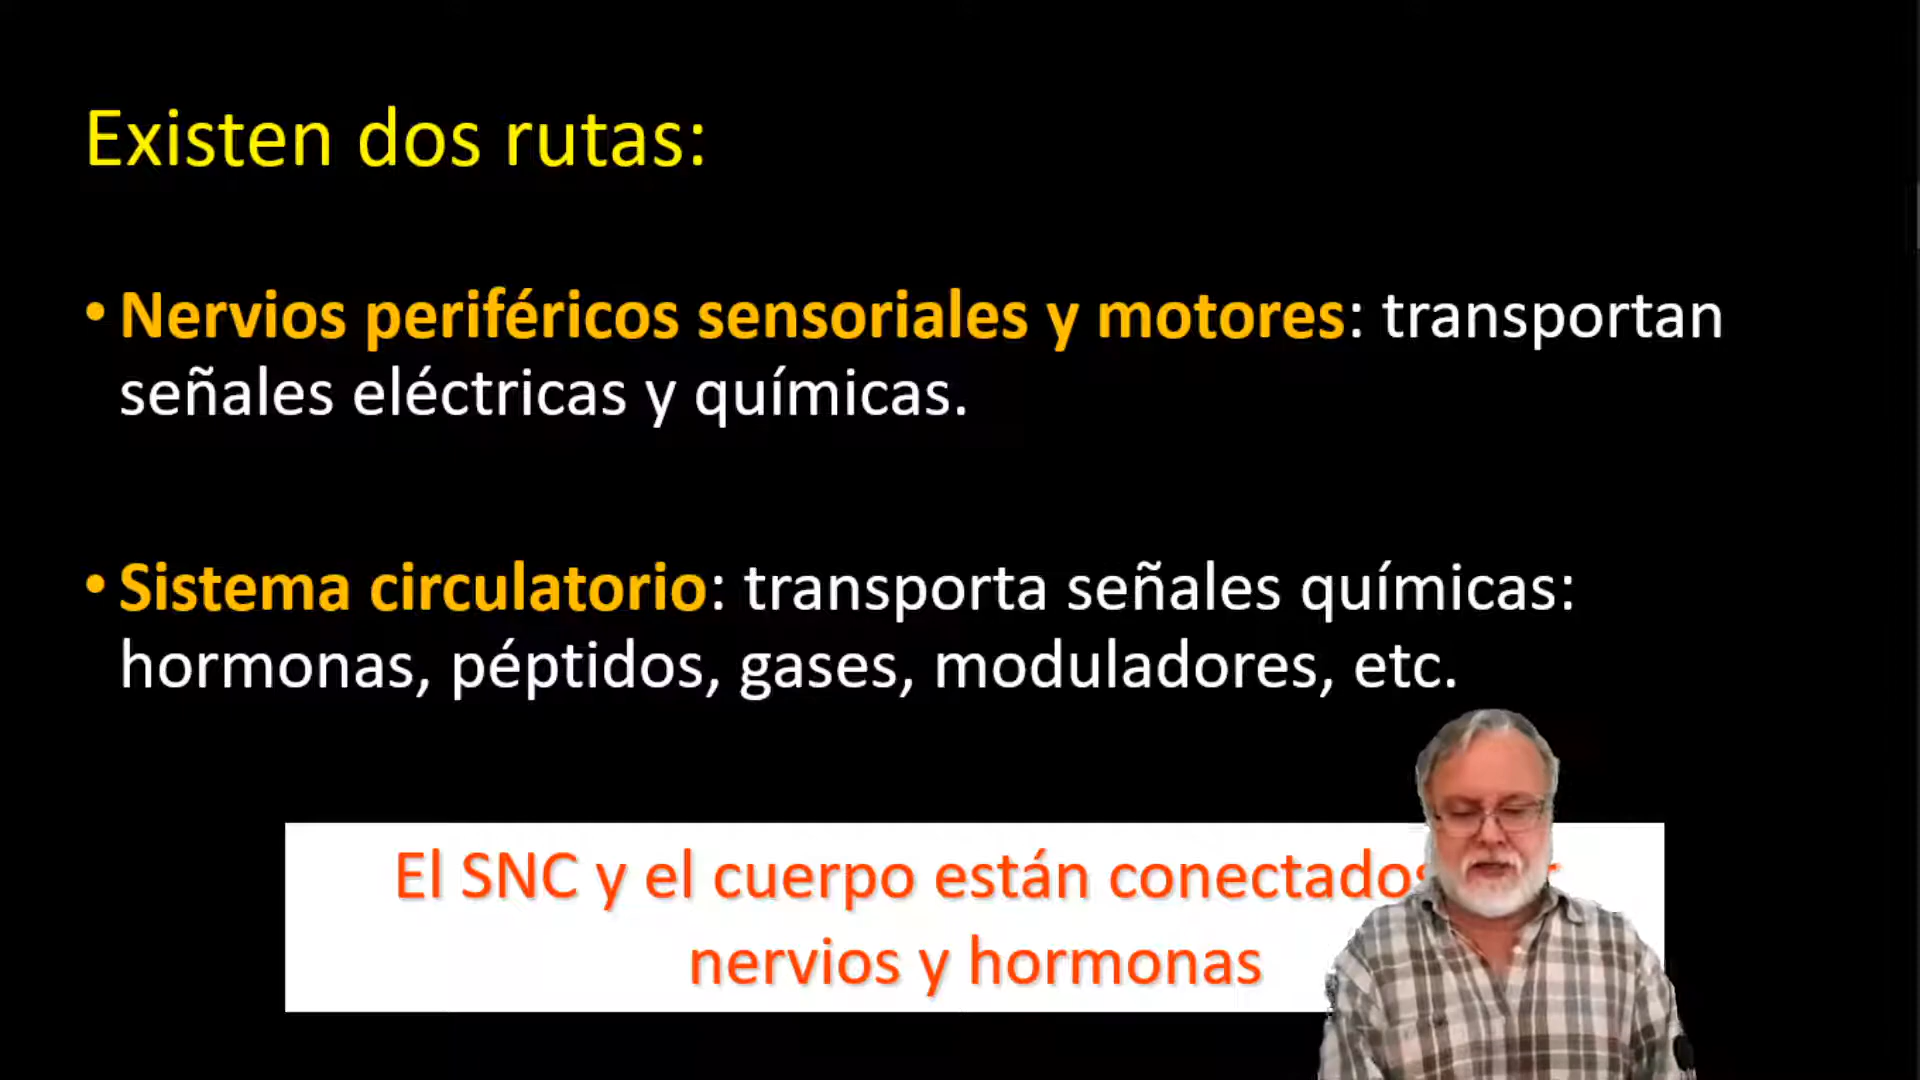 Existen dos rutas:
• Nervios periféricos sensoriales y motores: transportan
señales eléctricas y químicas.
• Sistema circulatorio: transporta señales químicas:
hormonas, péptidos, gases, moduladores, etc.
El SNC y el cuerpo están conectados
nervios y hormonas